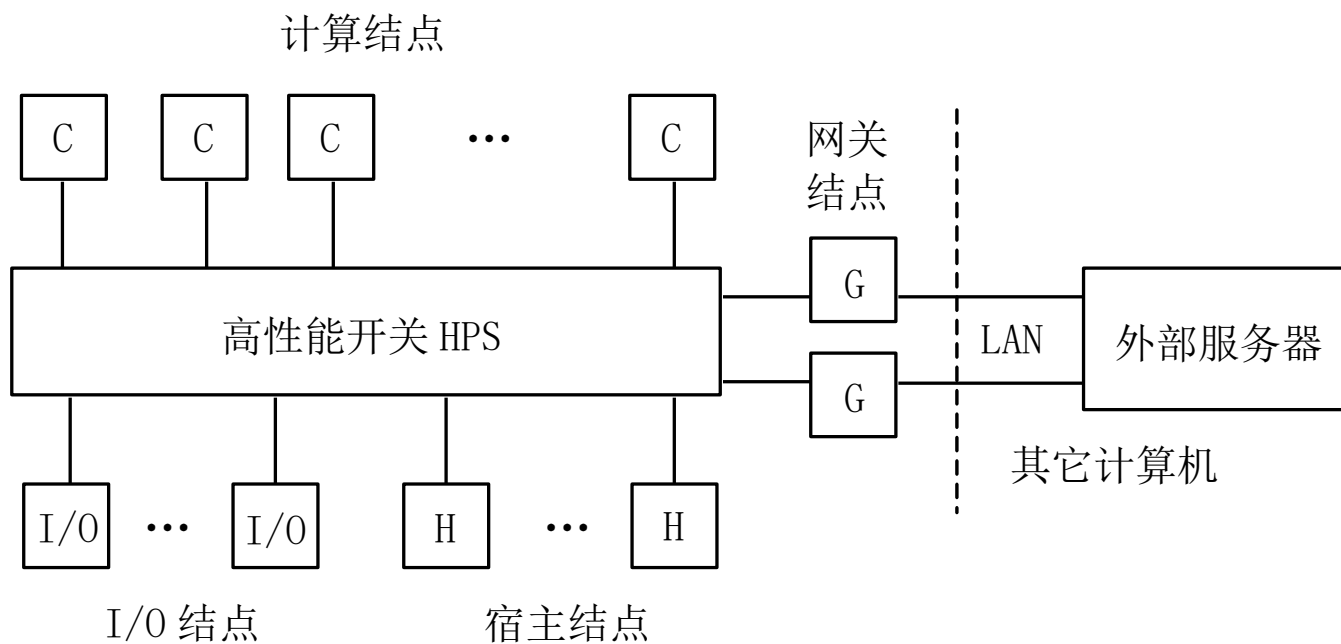 计算结点
C
C
C
···
C
网关
结点
G
高性能开关 HPS
LAN
外部服务器
G
其它计算机
I/O
···
I/O
H
···
H
I/O 结点
宿主结点